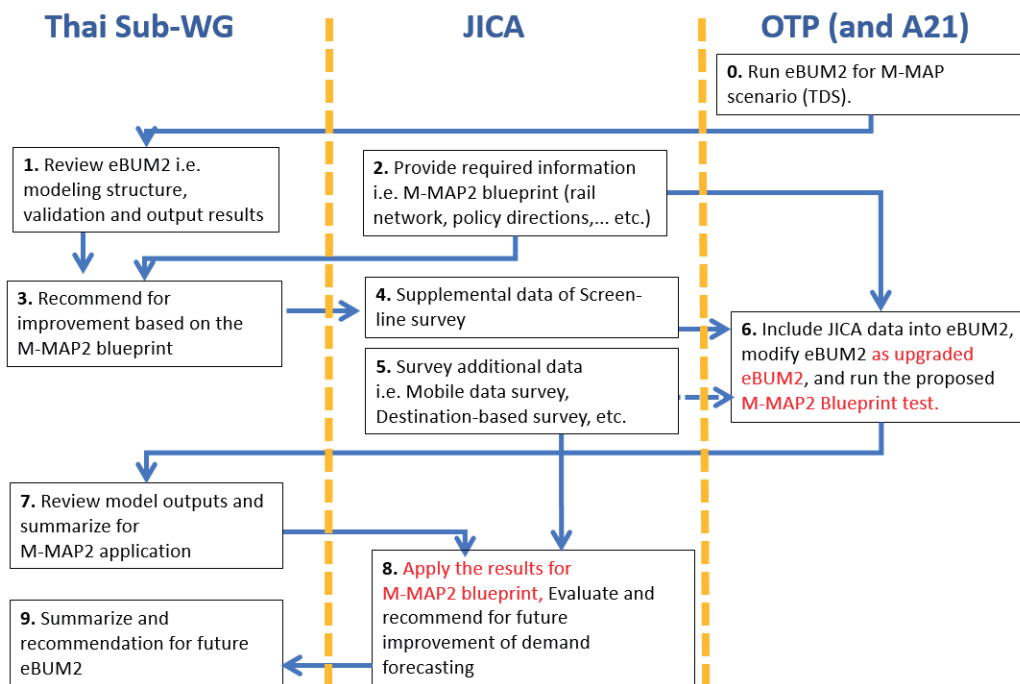 Thai Sub-WG
JICA
OTP (and A21)
0. Run eBUM2 for M-MAP
scenario (TDS).
1. Review eBUM2 i.e.
modeling structure,
validation and output results
2. Provide required information
i.e. M-MAP2 blueprint (rail
network, policy directions,... etc.)
3. Recommend for
improvement based on the
M-MAP2 blueprint
4. Supplemental data of Screen-
line survey
5. Survey additional data
i.e. Mobile data survey,
Destination-based survey, etc.
6. Include JICA data into eBUM2,
modify eBUM2 as upgraded
eBUM2, and run the proposed
M-MAP2 Blueprint test.
7. Review model outputs and
summarize for
M-MAP2 application
8. Apply the results for
M-MAP2 blueprint, Evaluate and
recommend for future
improvement of demand
forecasting
9. Summarize and
recommendation for future
eBUM2